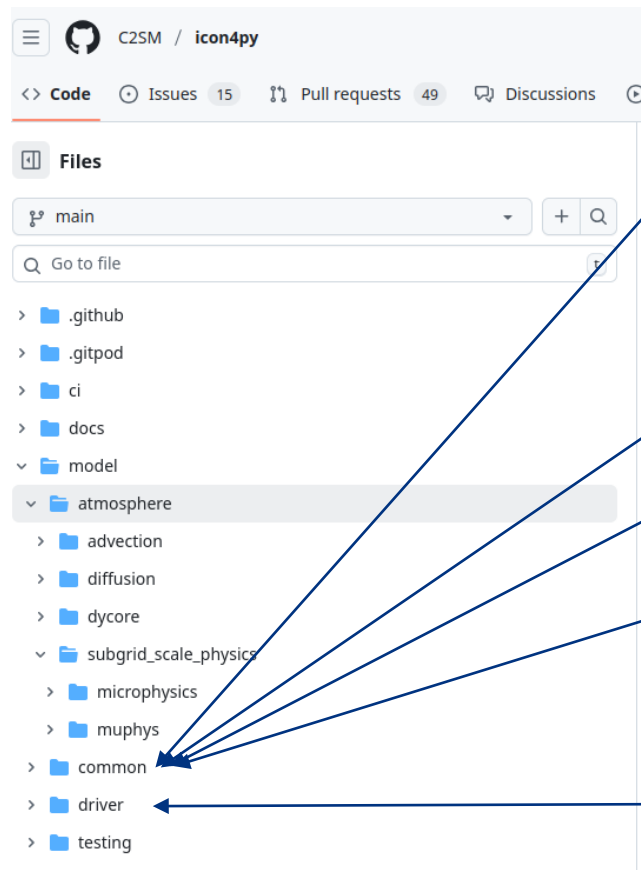 C2SM / icon4py
Code Issues 15 Pull requests 49 Discussions
Files
main
Go to file t
.github
.gitpod
ci
docs
model
atmosphere
advection
diffusion
dycore
subgrid_scale_physics
microphysics
muphys
common
driver
testing